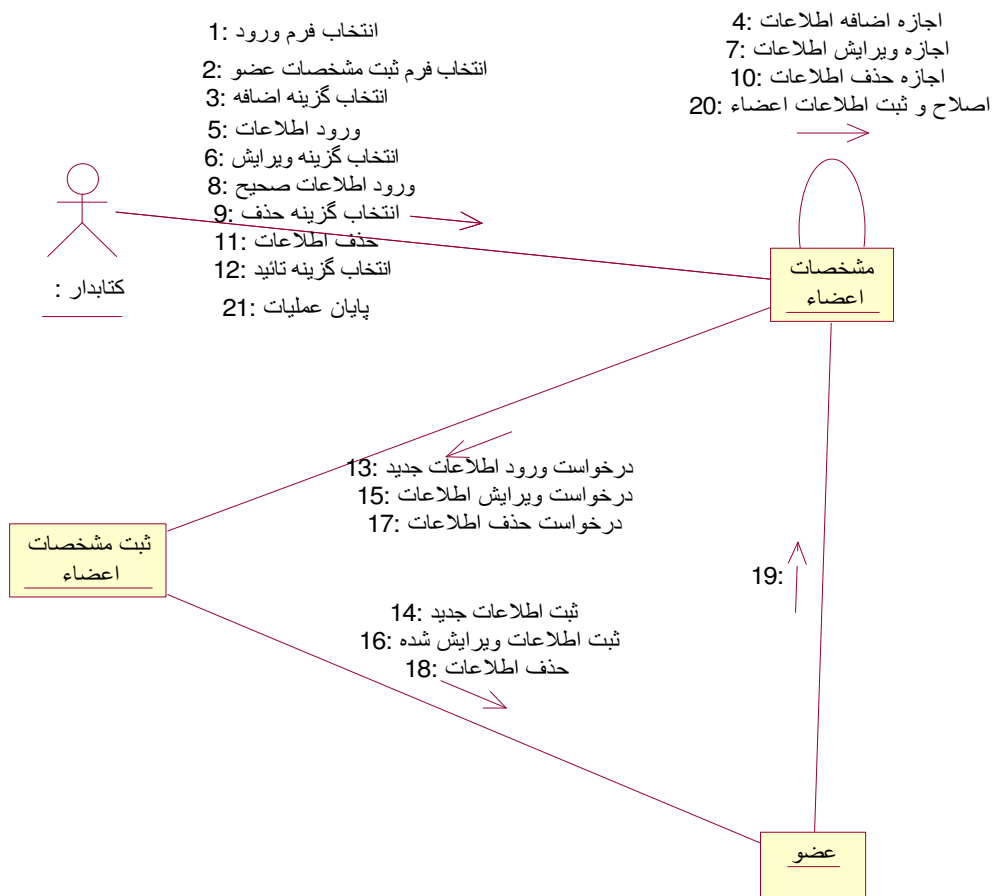 1: انتخاب فرم ورود
2: انتخاب فرم ثبت مشخصات عضو
3: انتخاب گزینه اضافه
5: ورود اطلاعات
6: انتخاب گزینه ویرایش
8: ورود اطلاعات صحیح
9: انتخاب گزینه حذف
11: حذف اطلاعات
12: انتخاب گزینه تائید
21: پایان عملیات
4: اجازه اضافه اطلاعات
7: اجازه ویرایش اطلاعات
10: اجازه حذف اطلاعات
20: اصلاح و ثبت اطلاعات اعضاء
کتابدار :
مشخصات
اعضاء
13: درخواست ورود اطلاعات جدید
15: درخواست ویرایش اطلاعات
17: درخواست حذف اطلاعات
ثبت مشخصات
اعضاء
14: ثبت اطلاعات جدید
16: ثبت اطلاعات ویرایش شده
18: حذف اطلاعات
19:
عضو